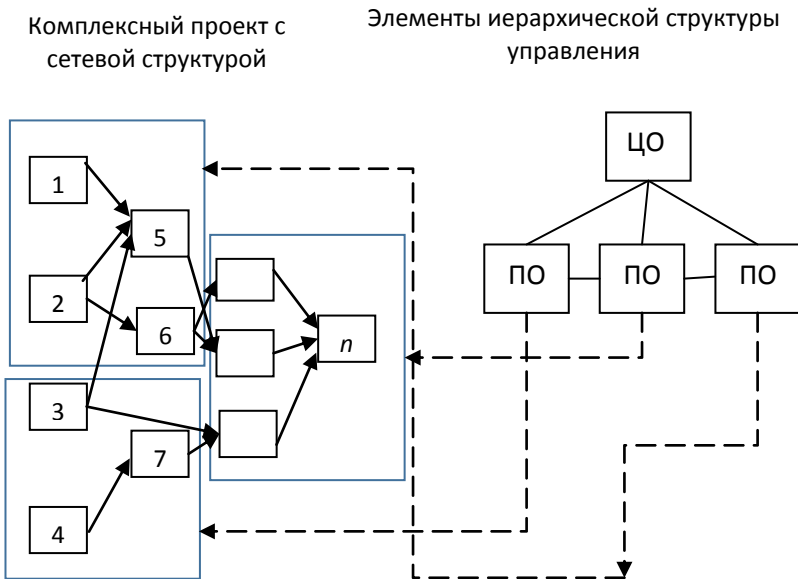 Комплексный проект с
сетевой структурой
Элементы иерархической структуры
управления
ЦО
ПО ПО ПО
1
5
2
6
n
3
7
4